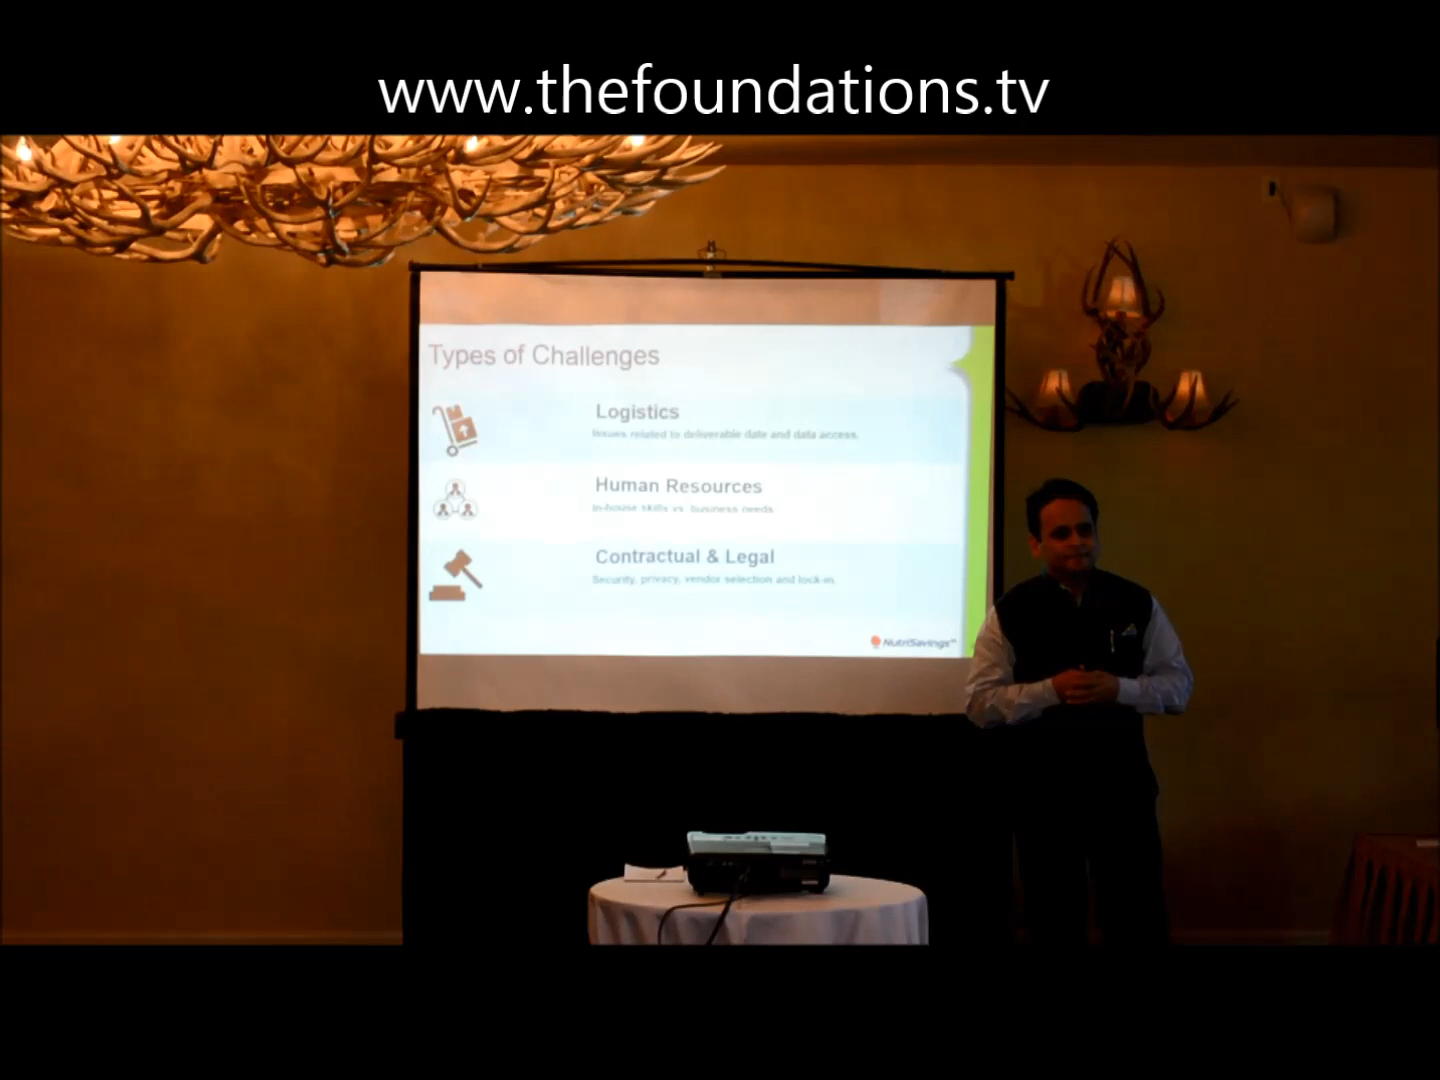 www.thefoundations.tv
Types of Challenges
Logistics
Issues related to deliverable date and data access.
Human Resources
In-house skills vs. business needs
Contractual & Legal
Security, privacy, vendor selection and lock-in.
NutriSavings™